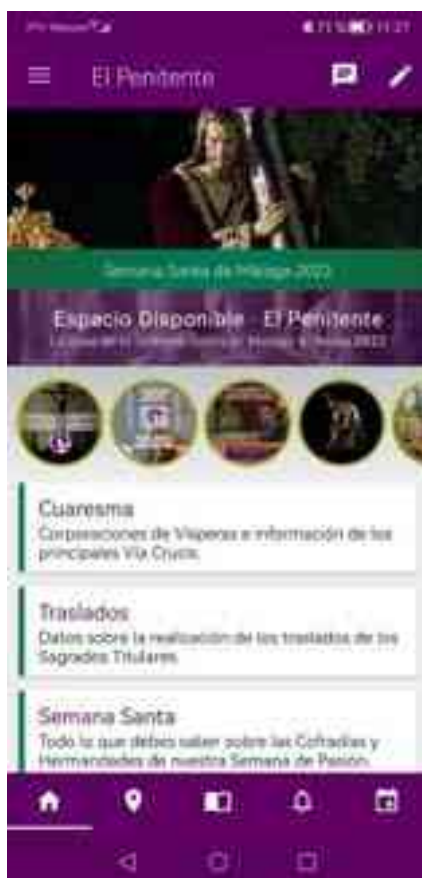 11:27
El Penitente
Semana Santa de Málaga 2022
Espacio Disponible - El Penitente
Cuaresma
Corporaciones de Vísperas e información de los
principales Vía Crucis.
Traslados
Datos sobre la realización de los traslados de los
Sagrados Titulares
Semana Santa
Todo lo que debes saber sobre las Cofradías y
Hermandades de nuestra Semana de Pasión.